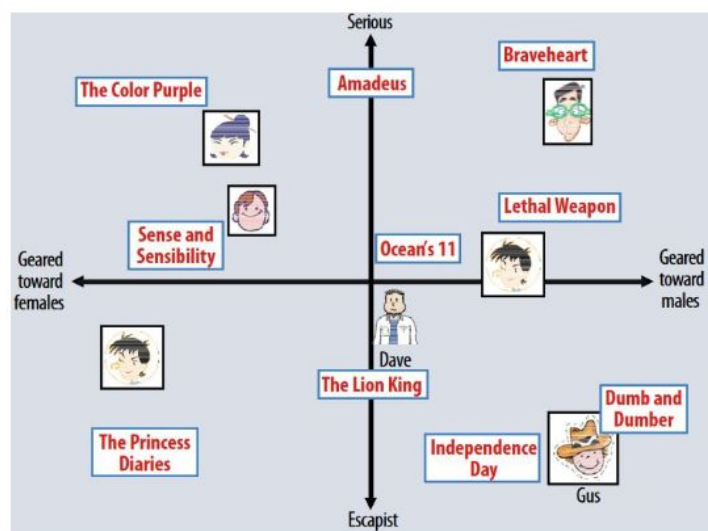 Serious
Braveheart
The Color Purple
Amadeus
Lethal Weapon
Sense and
Sensibility
Ocean's 11
Geared
toward
females
Geared
toward
males
Dave
The Lion King
Dumb and
Dumber
The Princess
Diaries
Independence
Day
Gus
Escapist